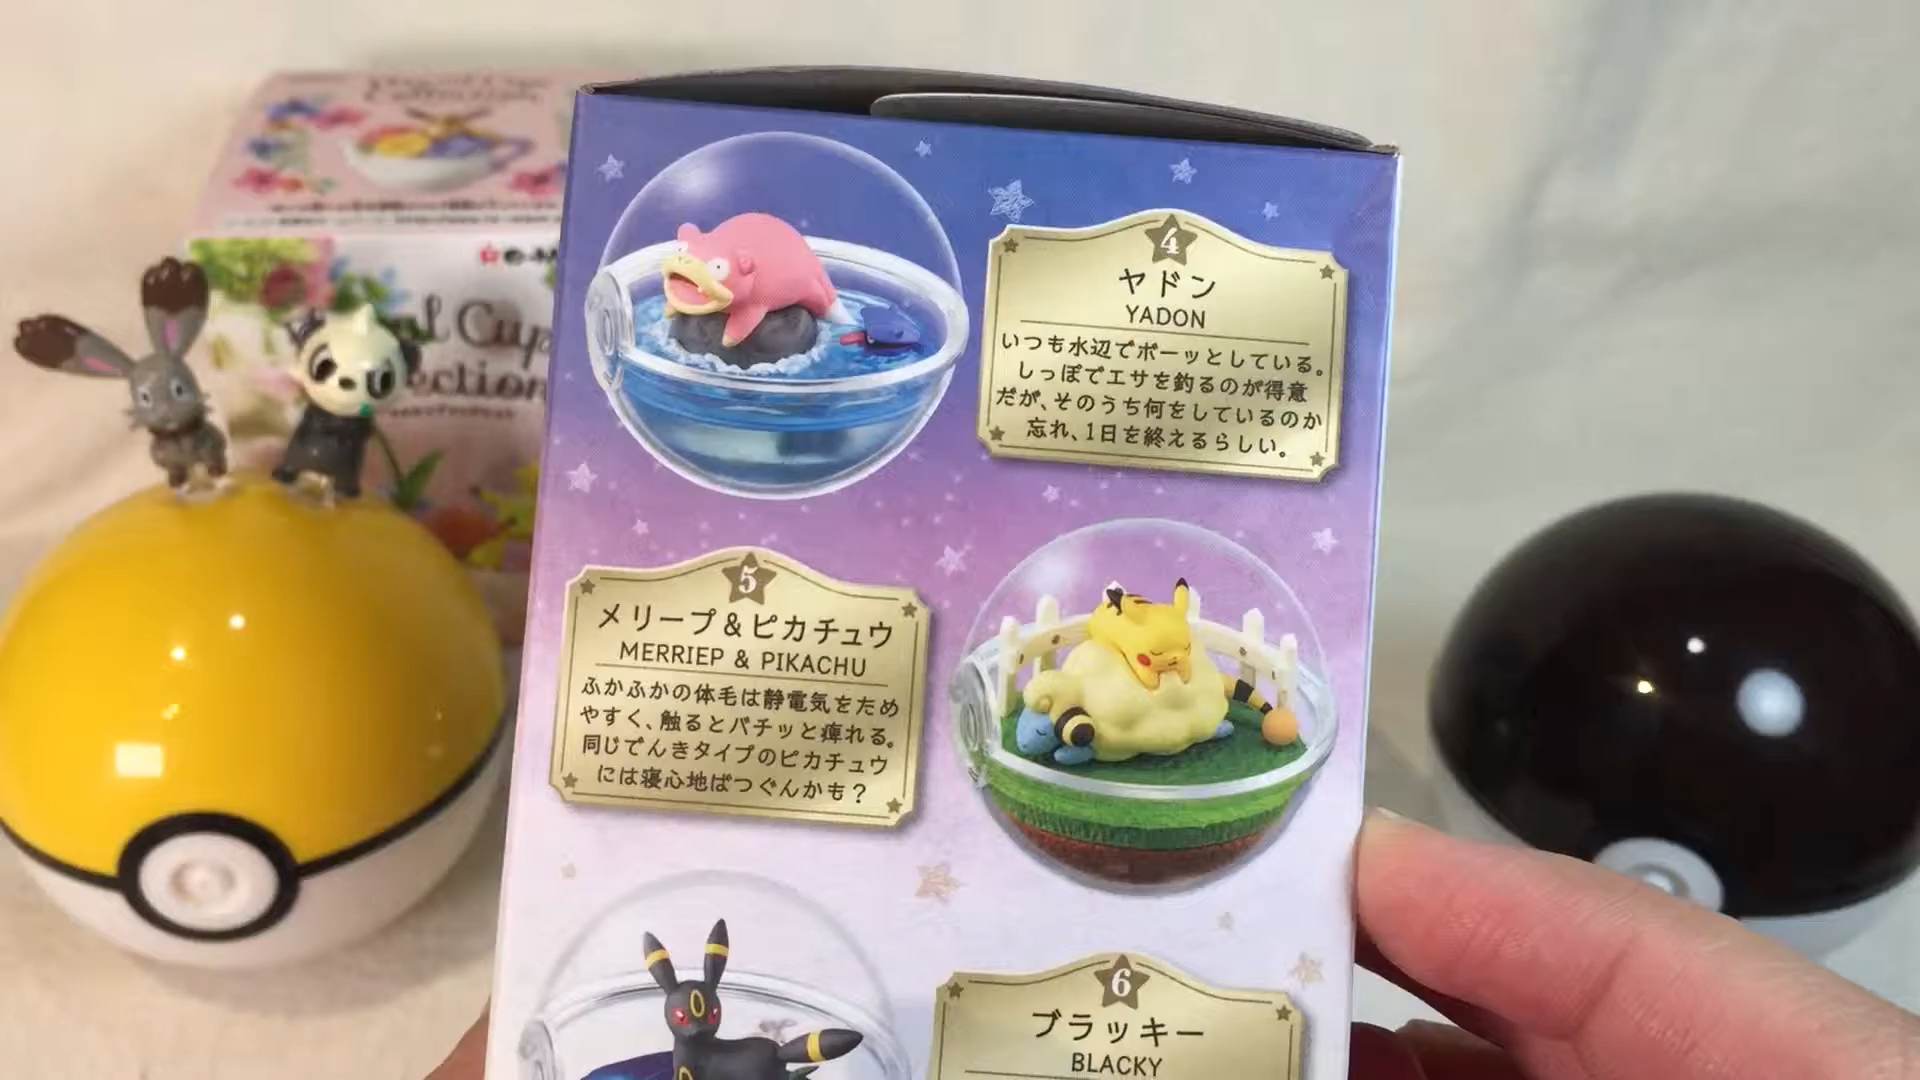 4
ヤドン
YADON
いつも水辺でボーッとしている。
しっぽでエサを釣るのが得意
だが、そのうち何をしているのか
忘れ、1日を終えるらしい。
5
メリープ&ピカチュウ
MERRIEP & PIKACHU
ふかふかの体毛は静電気をため
やすく、触るとバチッと痺れる。
同じでんきタイプのピカチュウ
には寝心地ばつぐんかも？
6
ブラッキー
BLACKY